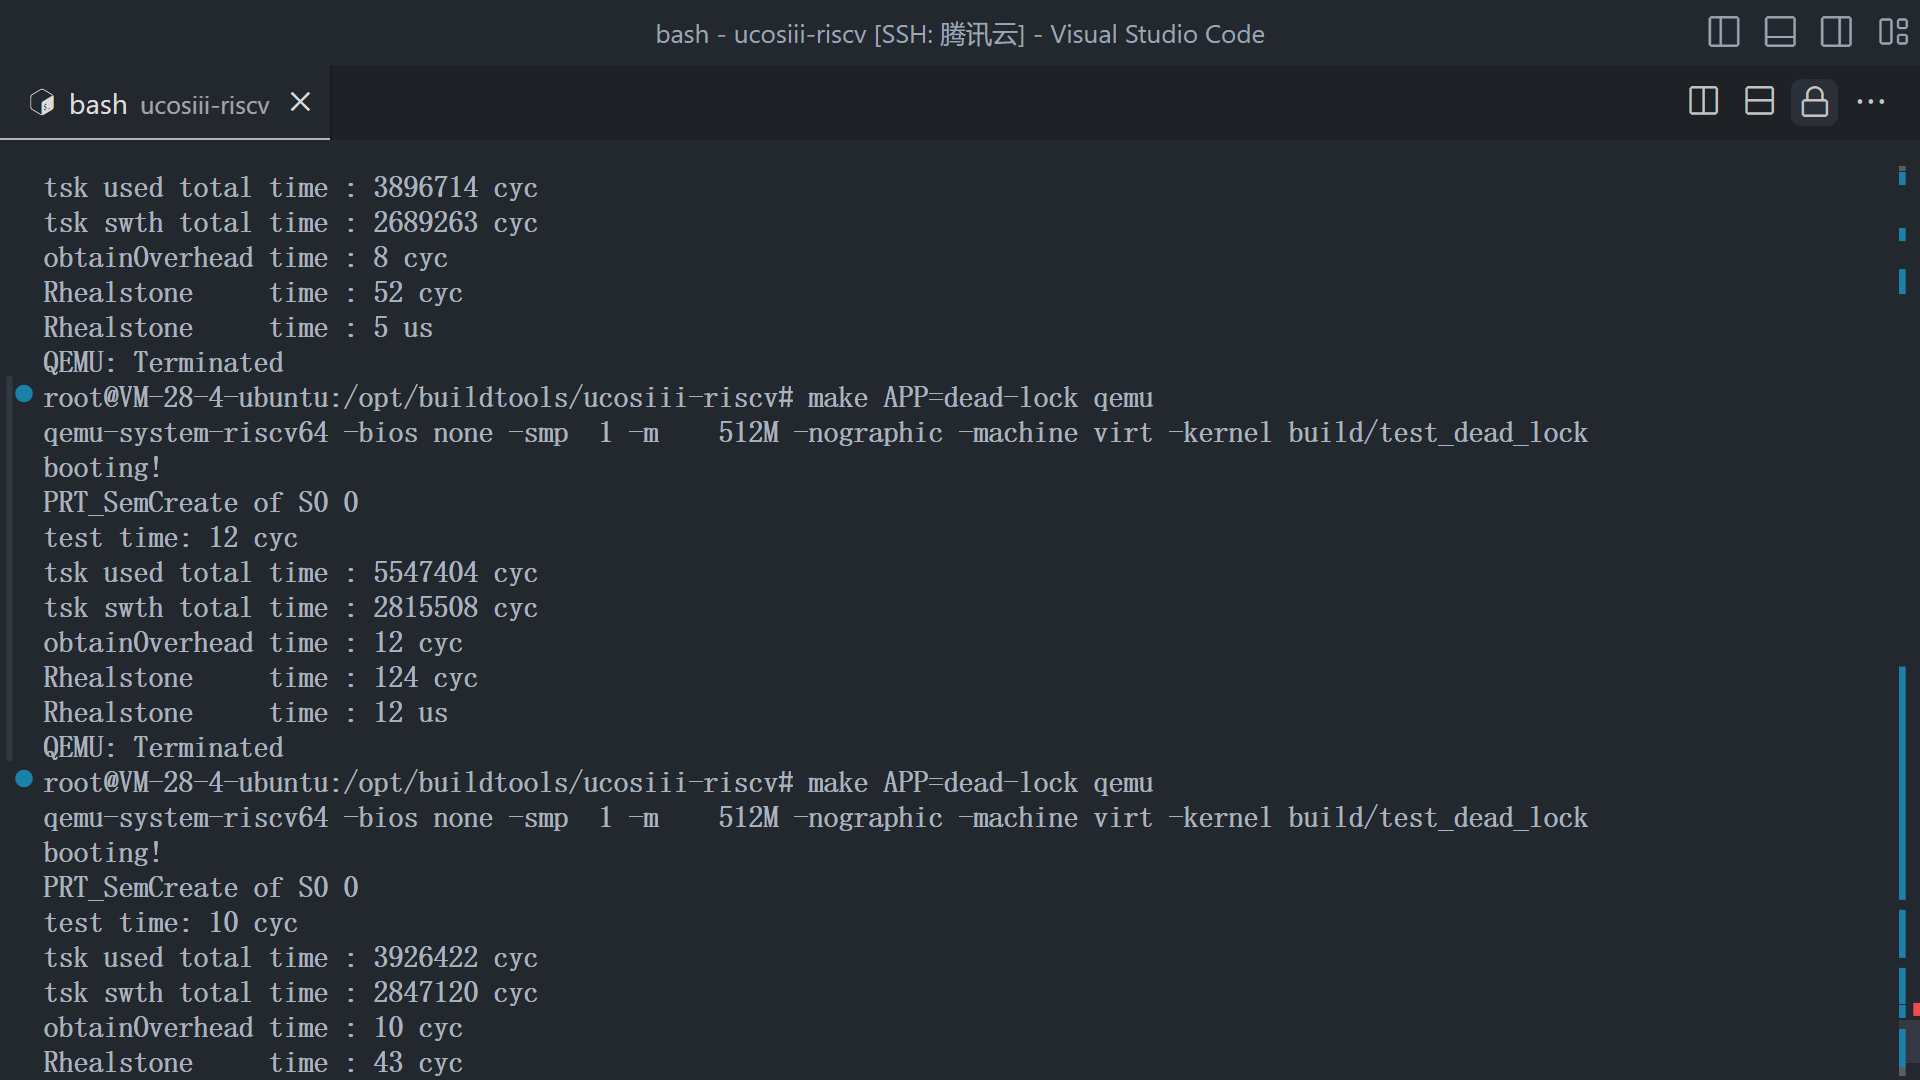 bash - ucosiii-riscv [SSH: 腾讯云] - Visual Studio Code
bash ucosiii-riscv
tsk used total time : 3896714 cyc
tsk swth total time : 2689263 cyc
obtainOverhead time : 8 cyc
Rhealstone     time : 52 cyc
Rhealstone     time : 5 us
QEMU: Terminated
root@VM-28-4-ubuntu:/opt/buildtools/ucosiii-riscv# make APP=dead-lock qemu
qemu-system-riscv64 -bios none -smp  1 -m    512M -nographic -machine virt -kernel build/test_dead_lock
booting!
PRT_SemCreate of S0 0
test time: 12 cyc
tsk used total time : 5547404 cyc
tsk swth total time : 2815508 cyc
obtainOverhead time : 12 cyc
Rhealstone     time : 124 cyc
Rhealstone     time : 12 us
QEMU: Terminated
root@VM-28-4-ubuntu:/opt/buildtools/ucosiii-riscv# make APP=dead-lock qemu
qemu-system-riscv64 -bios none -smp  1 -m    512M -nographic -machine virt -kernel build/test_dead_lock
booting!
PRT_SemCreate of S0 0
test time: 10 cyc
tsk used total time : 3926422 cyc
tsk swth total time : 2847120 cyc
obtainOverhead time : 10 cyc
Rhealstone     time : 43 cyc